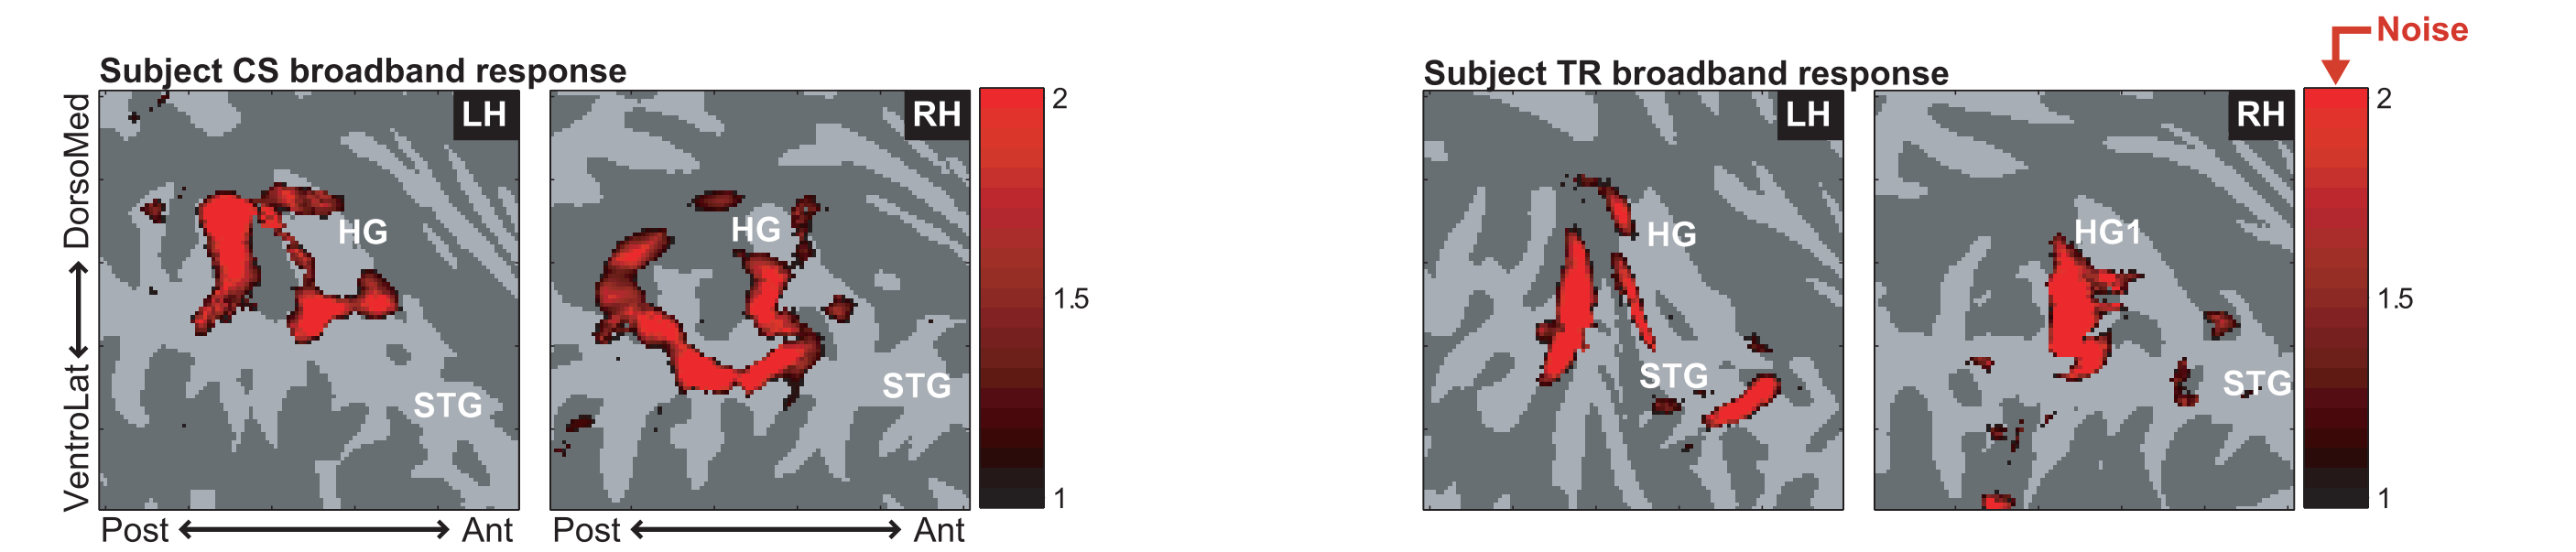 Noise
Subject CS broadband response
Subject TR broadband response
VentroLat DorsoMed
LH
HG
STG
RH
HG
STG
2
1.5
1
LH
HG
STG
RH
HG1
STG
2
1.5
1
Post Ant
Post Ant